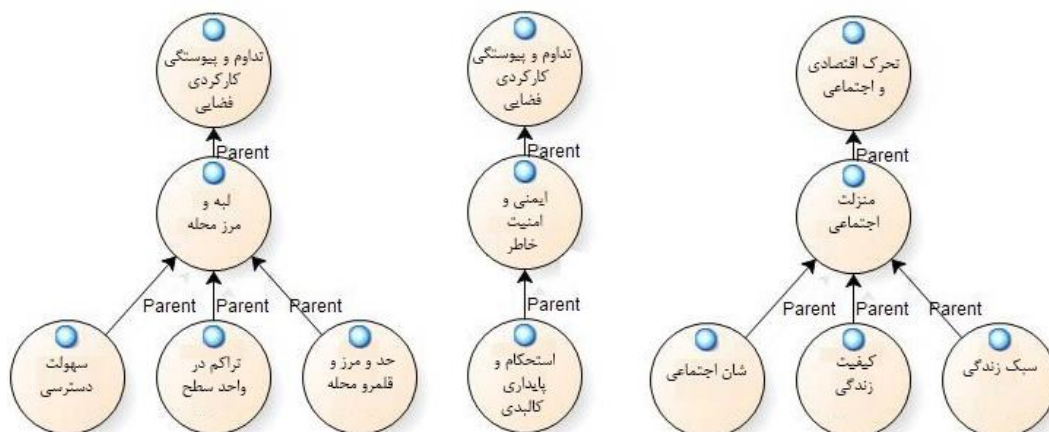 تداوم و پیوستگی
کارکردی
فضایی
Parent
لبه و
مرز محله
Parent
Parent
Parent
سهولت
دسترسی
تراکم در
واحد سطح
حد و مرز و
قلمرو محله
تداوم و پیوستگی
کارکردی
فضایی
Parent
ایمنی و
امنیت
خاطر
Parent
استحکام و
پایداری
کالبدی
تحرک اقتصادی
و اجتماعی
Parent
منزلت
اجتماعی
Parent
Parent
Parent
شان اجتماعی
کیفیت
زندگی
سبک زندگی